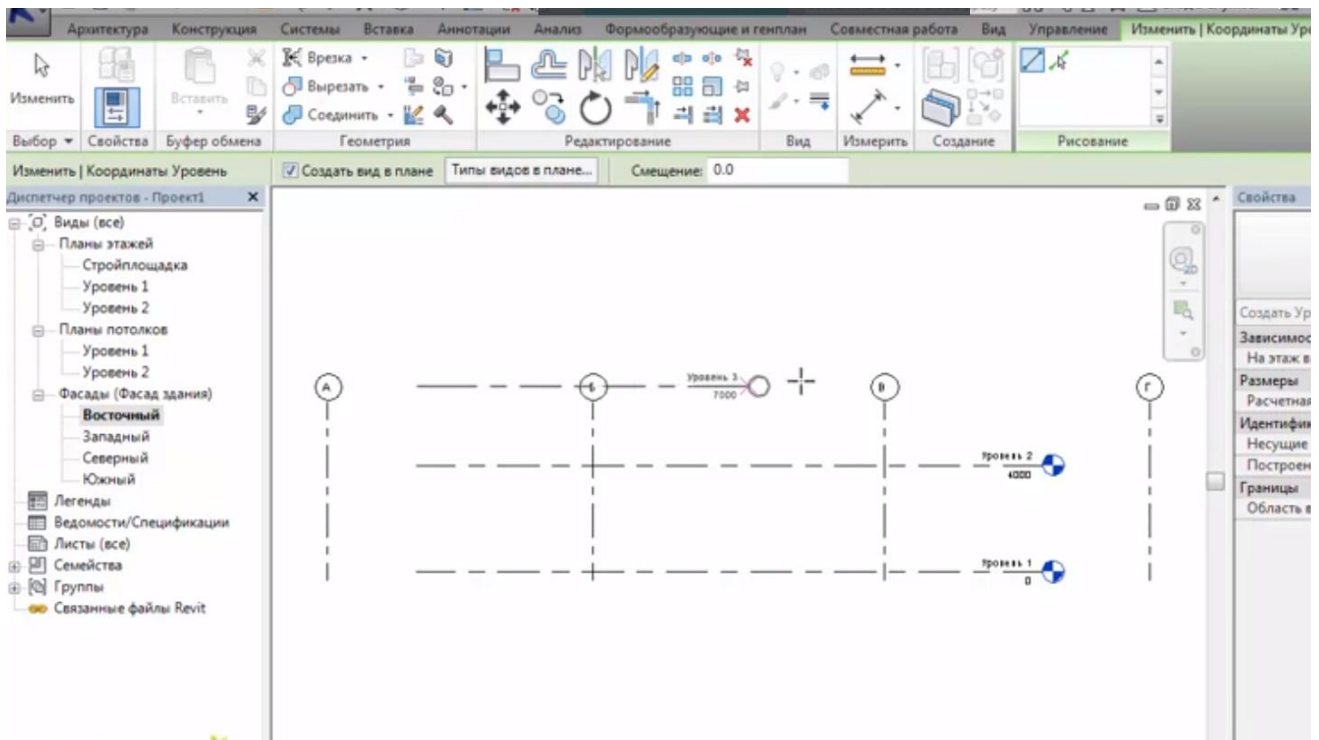 Архитектура Конструкция Системы Вставка Аннотации Анализ Формообразующие и генплан Совместная работа Вид Управление Изменить | Координаты Ур
Врезка
Вырезать
Соединить
Изменить
Вставить
2D
Выбор Свойства Буфер обмена Геометрия Редактирование Вид Измерить Создание Рисование
Изменить | Координаты Уровень
Создать вид в плане
Типы видов в плане...
Смещение: 0.0
Диспетчер проектов - Проект1
Виды (все)
Планы этажей
Стройплощадка
Уровень 1
Уровень 2
Планы потолков
Уровень 1
Уровень 2
Фасады (Фасад здания)
Восточный
Западный
Северный
Южный
Легенды
Ведомости/Спецификации
Листы (все)
Семейства
Группы
Связанные файлы Revit
А
Б
В
Г
Уровень 3
7000
Уровень 2
4000
Уровень 1
0
Свойства
Создать Ур
Зависимос
На этаж в
Размеры
Расчетная
Идентифик
Несущие
Построен
Границы
Область в